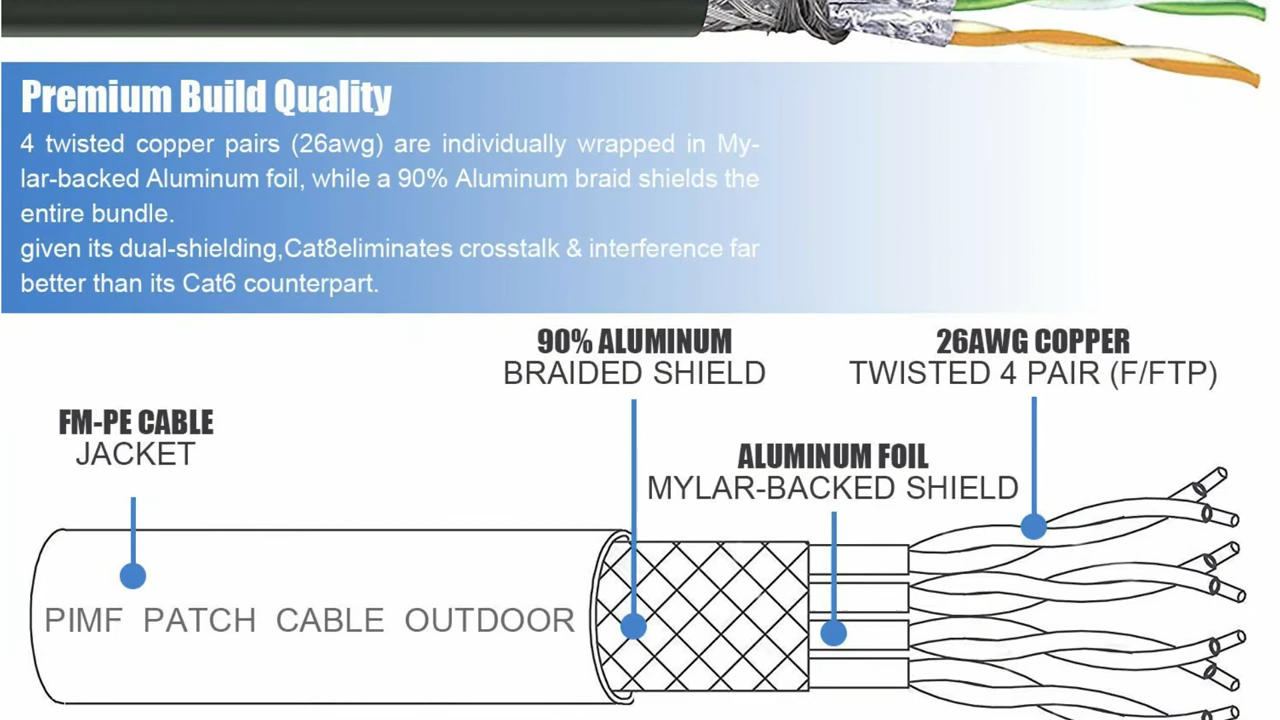 Premium Build Quality
4 twisted copper pairs (26awg) are individually wrapped in My-
lar-backed Aluminum foil, while a 90% Aluminum braid shields the
entire bundle.
given its dual-shielding,Cat8eliminates crosstalk & interference far
better than its Cat6 counterpart.
90% ALUMINUM
BRAIDED SHIELD
26AWG COPPER
TWISTED 4 PAIR (F/FTP)
FM-PE CABLE
JACKET
ALUMINUM FOIL
MYLAR-BACKED SHIELD
PIMF PATCH CABLE OUTDOOR